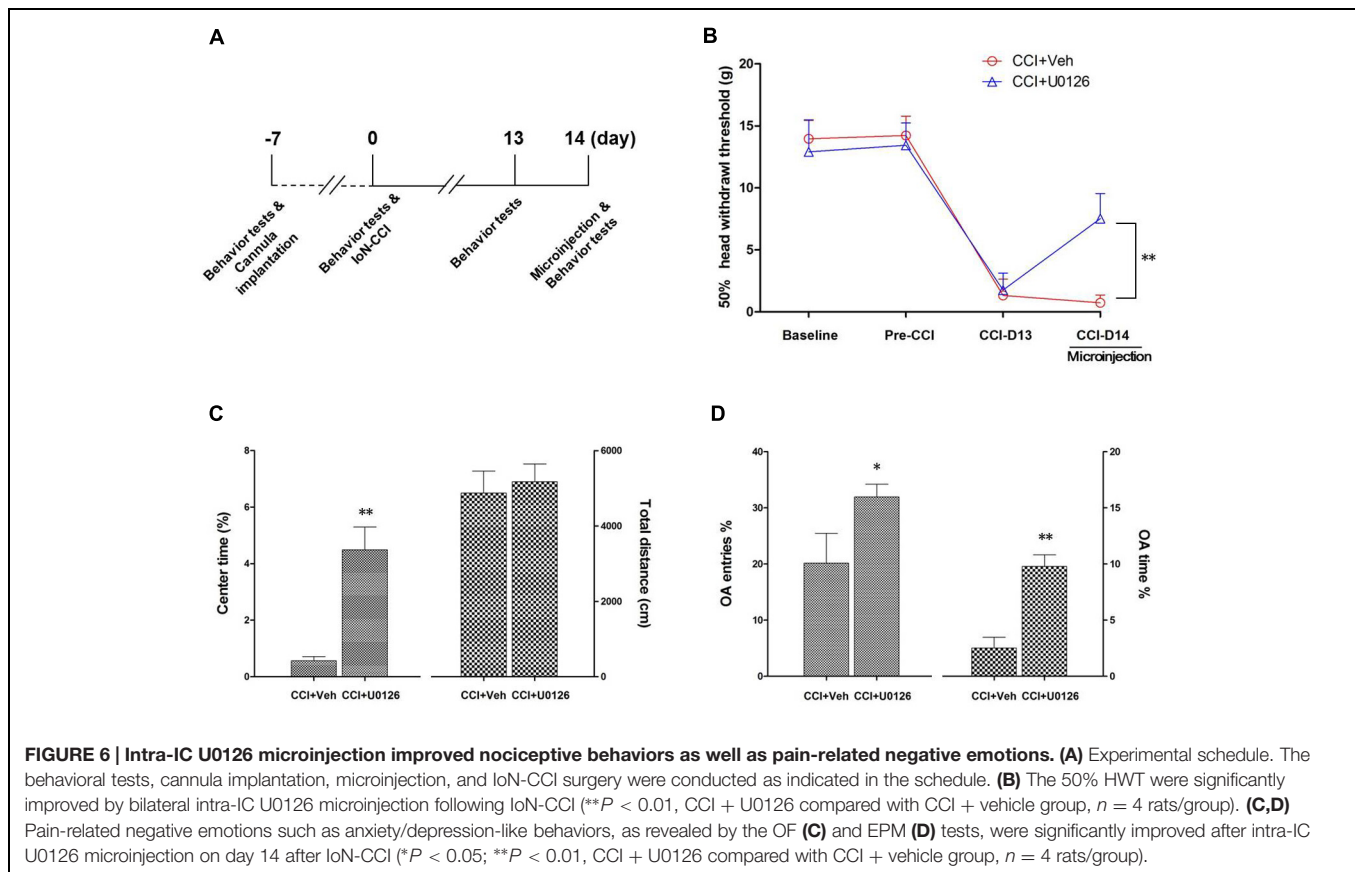 A
-7
0
13
14 (day)
Behavior tests &
Cannula
implantation
Behavior tests &
IoN-CCI
Behavior tests
Microinjection &
Behavior tests
B
CCI+Veh
CCI+U0126
50% head withdrawl threshold (g)
20
15
10
5
0
**
Baseline
Pre-CCI
CCI-D13
CCI-D14
Microinjection
C
Center time (%)
8
6
4
2
0
**
CCI+Veh
CCI+U0126
CCI+Veh
CCI+U0126
6000
4000
2000
0
Total distance (cm)
D
OA entries %
40
30
20
10
0
*
**
CCI+Veh
CCI+U0126
CCI+Veh
CCI+U0126
20
15
10
5
0
OA time %
FIGURE 6 | Intra-IC U0126 microinjection improved nociceptive behaviors as well as pain-related negative emotions. (A) Experimental schedule. The
behavioral tests, cannula implantation, microinjection, and IoN-CCI surgery were conducted as indicated in the schedule. (B) The 50% HWT were significantly
improved by bilateral intra-IC U0126 microinjection following IoN-CCI (**P < 0.01, CCI + U0126 compared with CCI + vehicle group, n = 4 rats/group). (C,D)
Pain-related negative emotions such as anxiety/depression-like behaviors, as revealed by the OF (C) and EPM (D) tests, were significantly improved after intra-IC
U0126 microinjection on day 14 after IoN-CCI (*P < 0.05; **P < 0.01, CCI + U0126 compared with CCI + vehicle group, n = 4 rats/group).